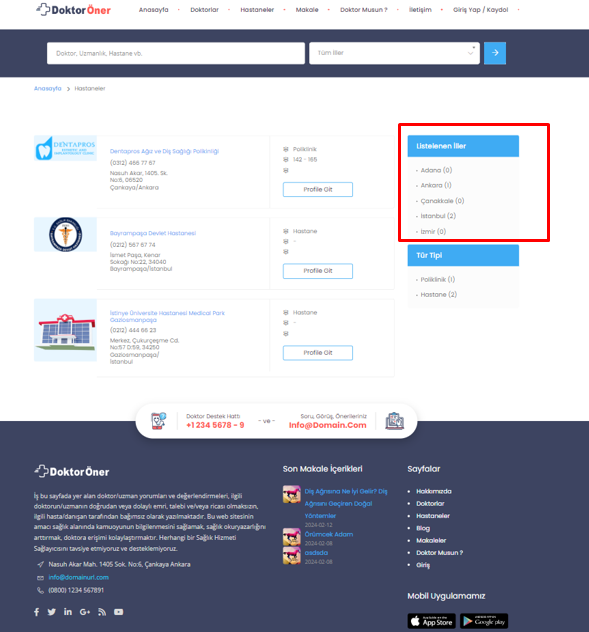 DoktorÖner
Anasayfa
Doktorlar
Hastaneler
Makale
Doktor Musun ?
İletişim
Giriş Yap / Kaydol
Doktor, Uzmanlık, Hastane vb.
Tüm İller
Anasayfa > Hastaneler
DENTAPROS
Dentapros Ağız ve Diş Sağlığı Polikinliği
(0312) 466 77 67
Nasuh Akar, 1405. Sk.
No:6, 06520
Çankaya/Ankara
Poliklinik
142 - 165
Profile Git
Bayrampaşa Devlet Hastanesi
(0212) 567 67 74
İsmet Paşa, Kenar
Sokağı No:22, 34040
Bayrampaşa/İstanbul
Hastane
-
Profile Git
İstinye Üniversite Hastanesi Medical Park
Gaziosmanpaşa
(0212) 444 66 23
Merkez, Çukurçeşme Cd.
No:57 D:59, 34250
Gaziosmanpaşa/
İstanbul
Hastane
-
Profile Git
Listelenen İller
Adana (0)
Ankara (1)
Çanakkale (0)
İstanbul (2)
İzmir (0)
Tür Tipi
Poliklinik (1)
Hastane (2)
Doktor Destek Hattı
+1 234 5678 - 9
- ve -
Soru, Görüş, Önerileriniz
Info@Domain.Com
DoktorÖner
İş bu sayfada yer alan doktor/uzman yorumları ve değerlendirmeleri, ilgili
doktorun/uzmanın doğrudan veya dolaylı emri, talebi ve/veya ricası olmaksızın,
ilgili hasta/danışan tarafından bağımsız olarak yazılmaktadır. Bu web sitesinin
amacı sağlık alanında kamuoyunun bilgilenmesini sağlamak, sağlık okuryazarlığını
arttırmak, doktora erişimi kolaylaştırmaktır. Herhangi bir Sağlık Hizmeti
Sağlayıcısını tavsiye etmiyoruz ve desteklemiyoruz.
Nasuh Akar Mah. 1405 Sok. No:6, Çankaya Ankara
info@domainurl.com
(0800) 1234 567891
Son Makale İçerikleri
Diş Ağrısına Ne İyi Gelir? Diş
Ağrısını Geçiren Doğal
Yöntemler
2024-02-12
Örümcek Adam
2024-02-08
asdsda
2024-02-08
Sayfalar
Hakkımızda
Doktorlar
Hastaneler
Blog
Makaleler
Doktor Musun ?
Giriş
Mobil Uygulamamız
App Store
Google play